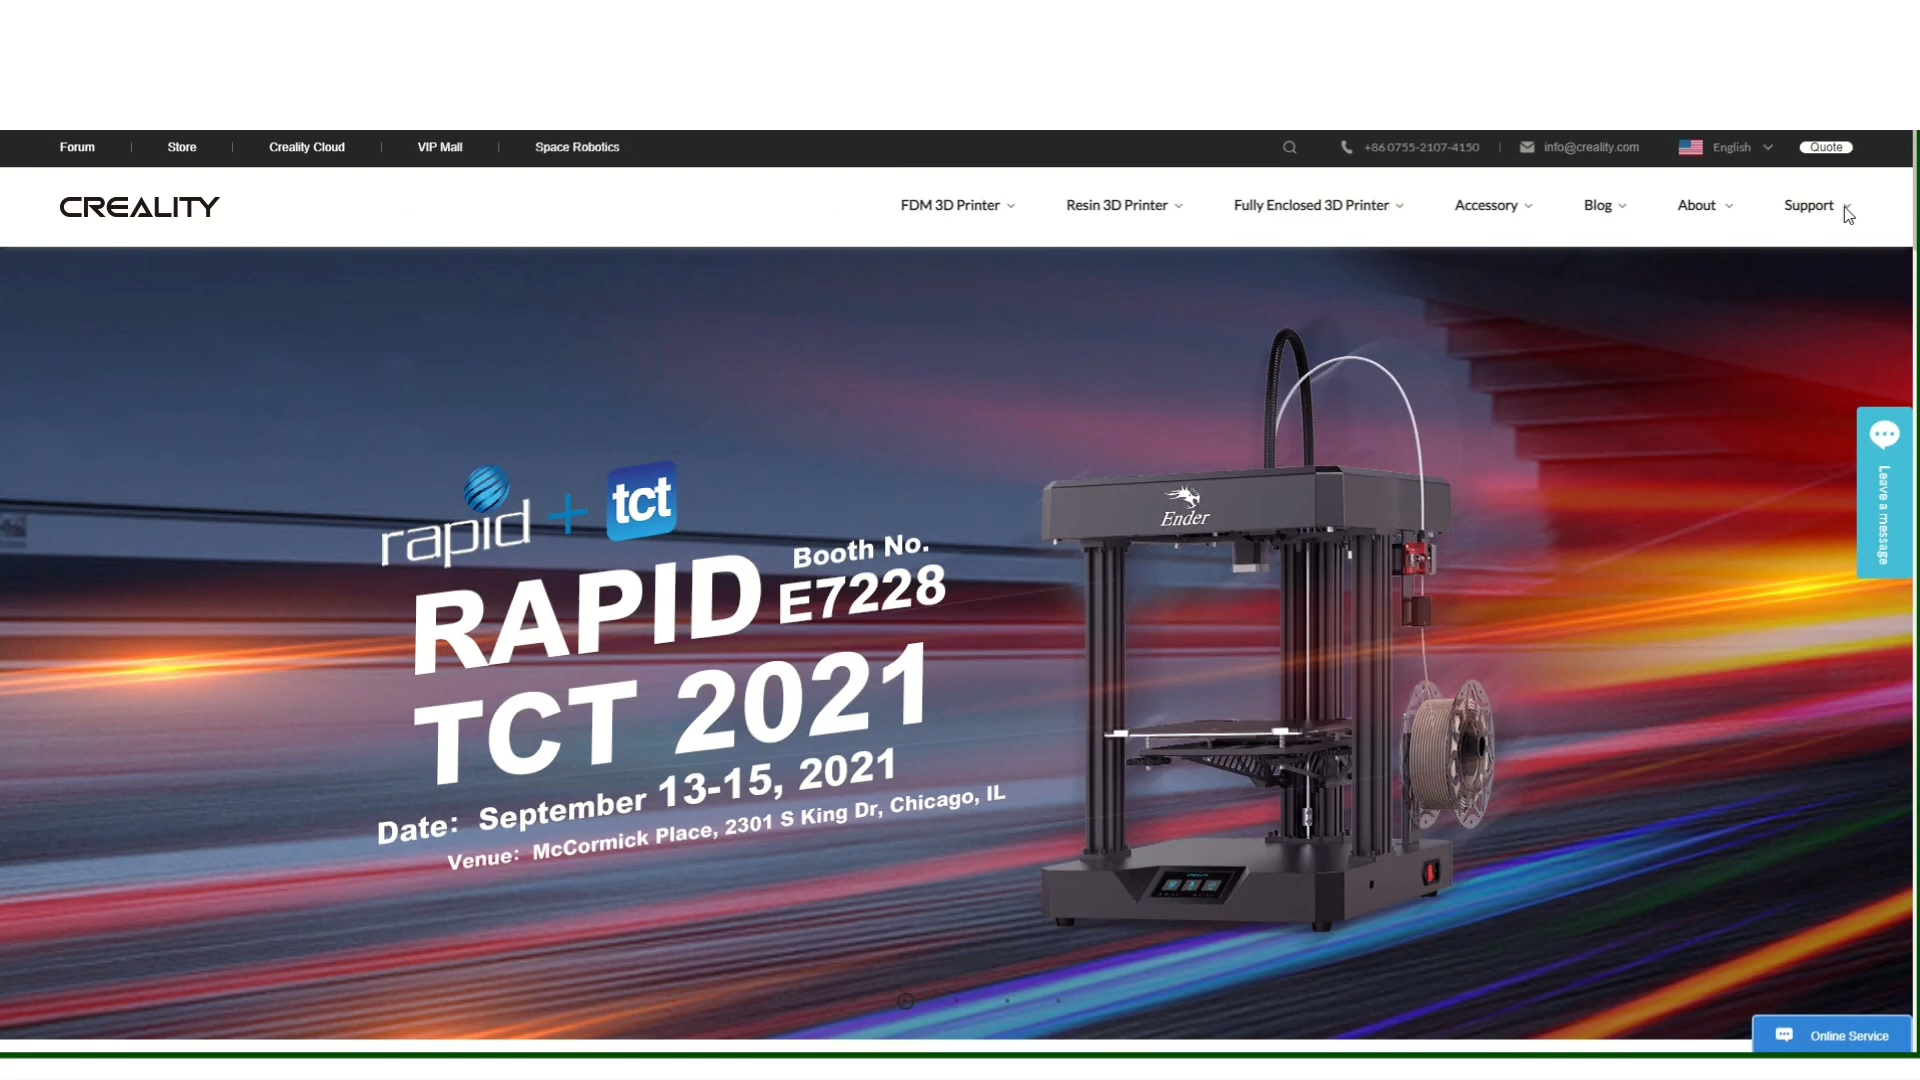 Forum | Store | Creality Cloud | VIP Mall | Space Robotics
+86 0755-2107-4150 | info@creality.com English Quote
CREALITY
FDM 3D Printer Resin 3D Printer Fully Enclosed 3D Printer Accessory Blog About Support
rapid + tct
Booth No.
RAPID E7228
TCT 2021
Date: September 13-15, 2021
Venue: McCormick Place, 2301 S King Dr, Chicago, IL
Ender
Leave a message
Online Service